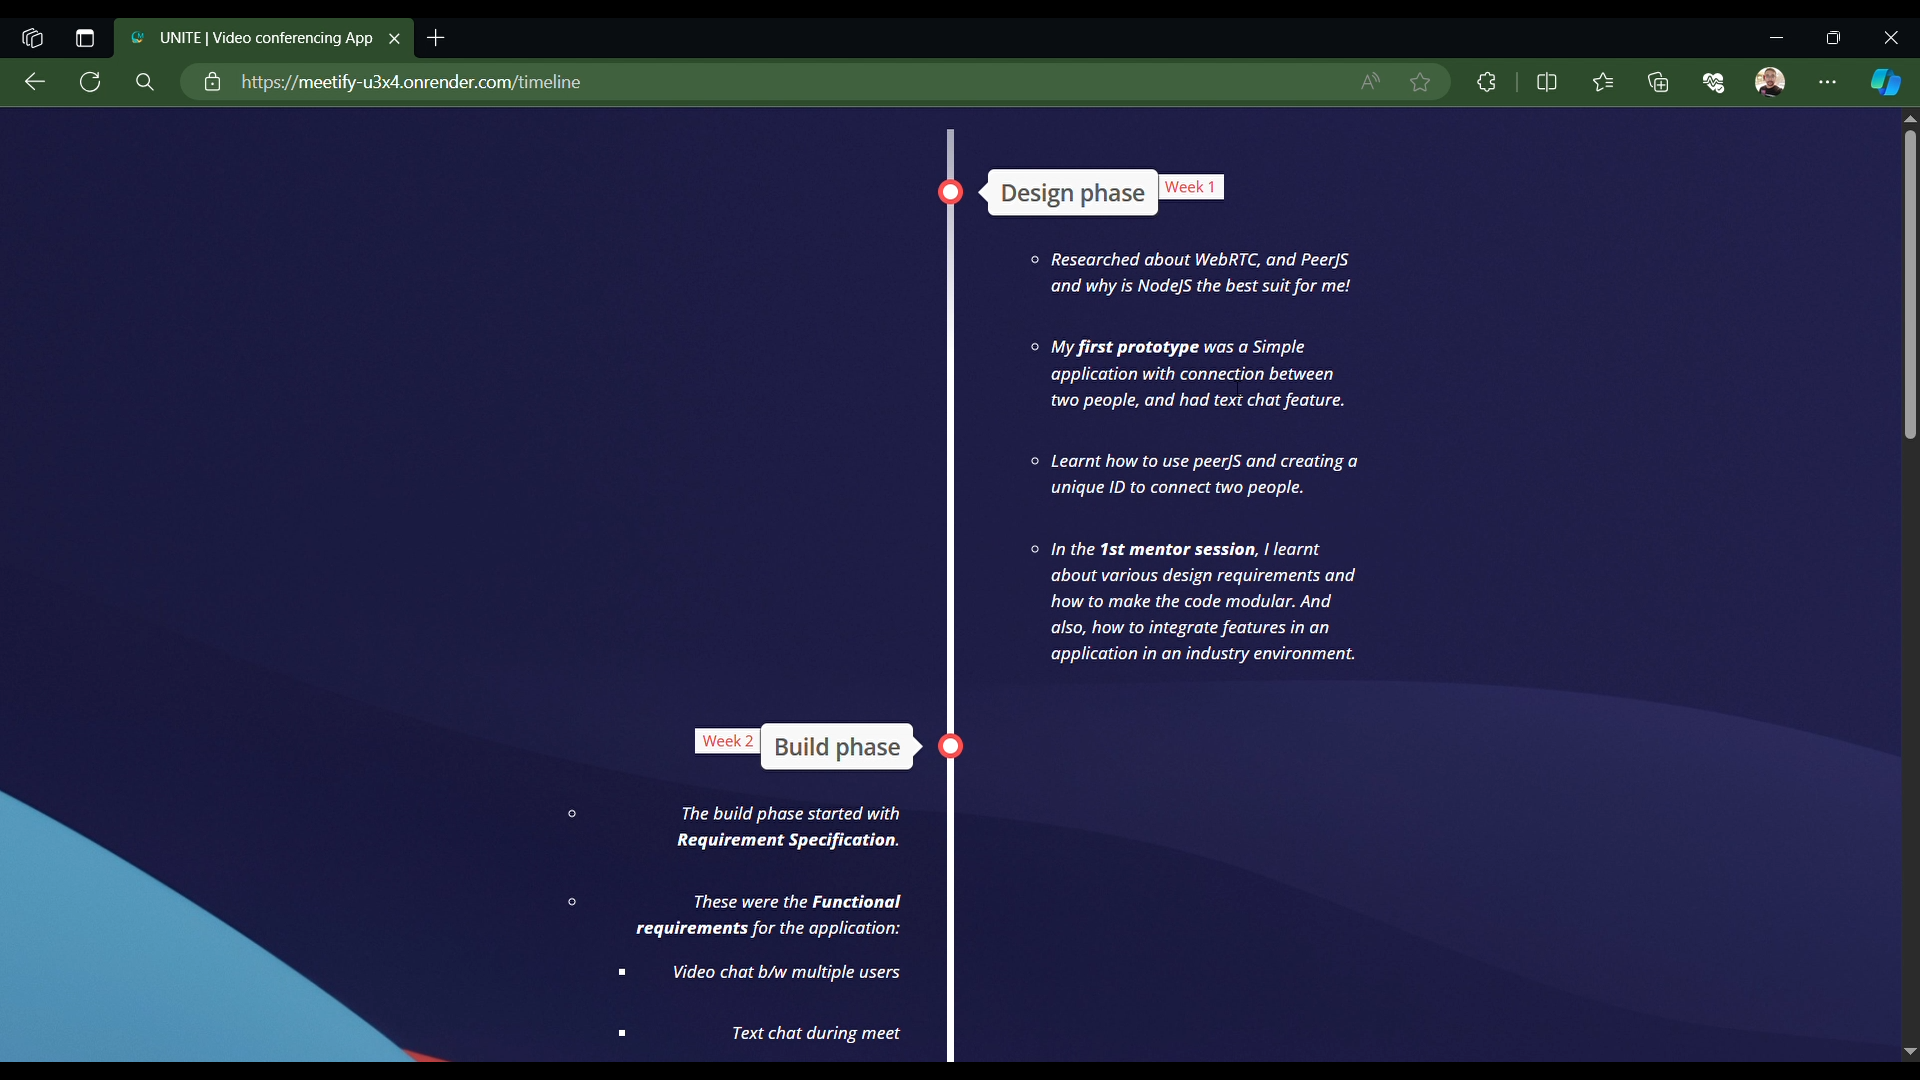 UNITE | Video conferencing App
https://meetify-u3x4.onrender.com/timeline
Design phase
Week 1
Researched about WebRTC, and PeerJS
and why is NodeJS the best suit for me!
My first prototype was a Simple
application with connection between
two people, and had text chat feature.
Learnt how to use peerJS and creating a
unique ID to connect two people.
In the 1st mentor session, I learnt
about various design requirements and
how to make the code modular. And
also, how to integrate features in an
application in an industry environment.
Week 2
Build phase
The build phase started with
Requirement Specification.
These were the Functional
requirements for the application:
Video chat b/w multiple users
Text chat during meet